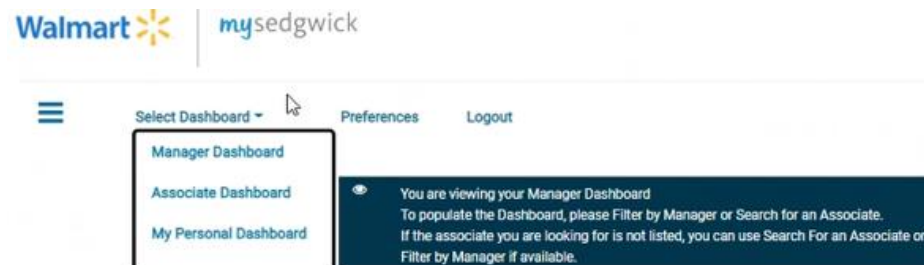 Walmart mysedgwick
Select Dashboard Preferences Logout
Manager Dashboard
Associate Dashboard
My Personal Dashboard
You are viewing your Manager Dashboard
To populate the Dashboard, please Filter by Manager or Search for an Associate.
If the associate you are looking for is not listed, you can use Search For an Associate or
Filter by Manager if available.